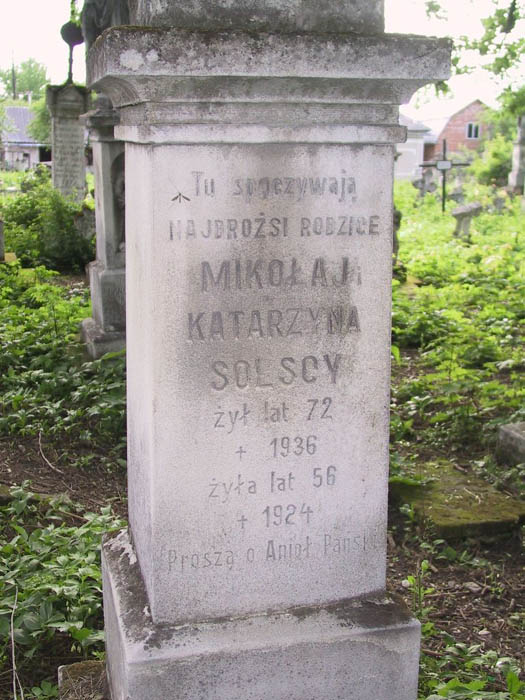 Tu spoczywają
NAJDROŻSI RODZICE
MIKOŁAJ i
KATARZYNA
SOLSCY
żył lat 72
+ 1936
żyła lat 56
+ 1924
Proszą o Anioł Pański